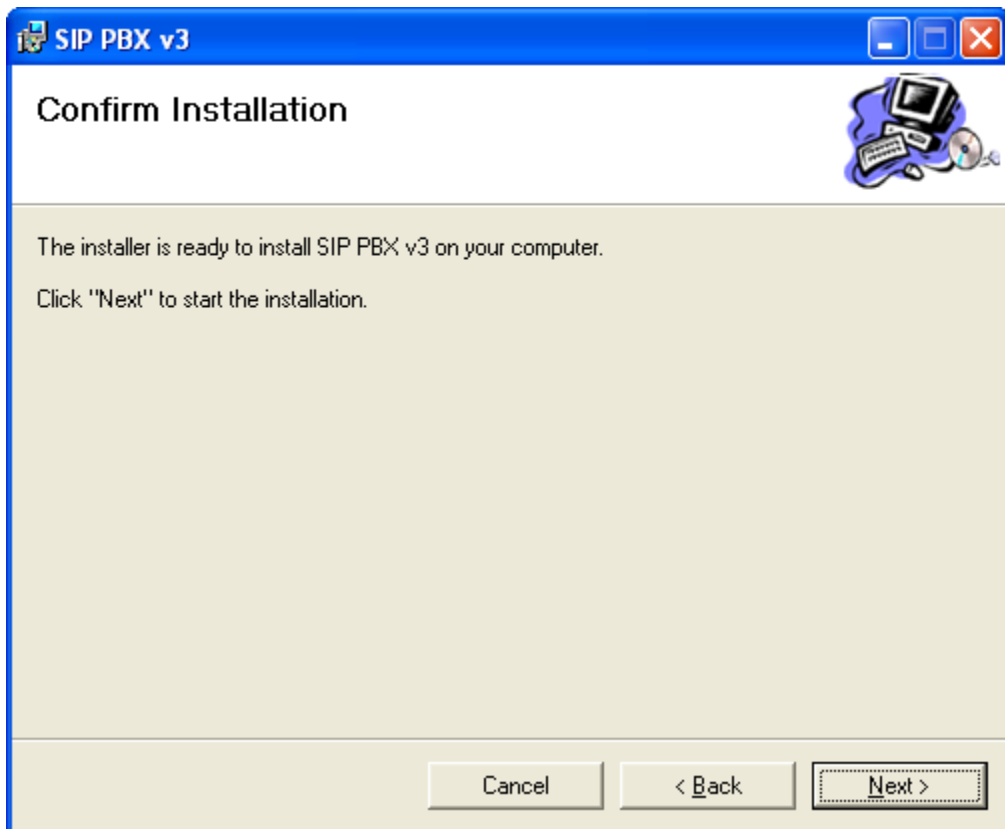 SIP PBX v3
Confirm Installation
The installer is ready to install SIP PBX v3 on your computer.
Click "Next" to start the installation.
Cancel
< Back
Next >